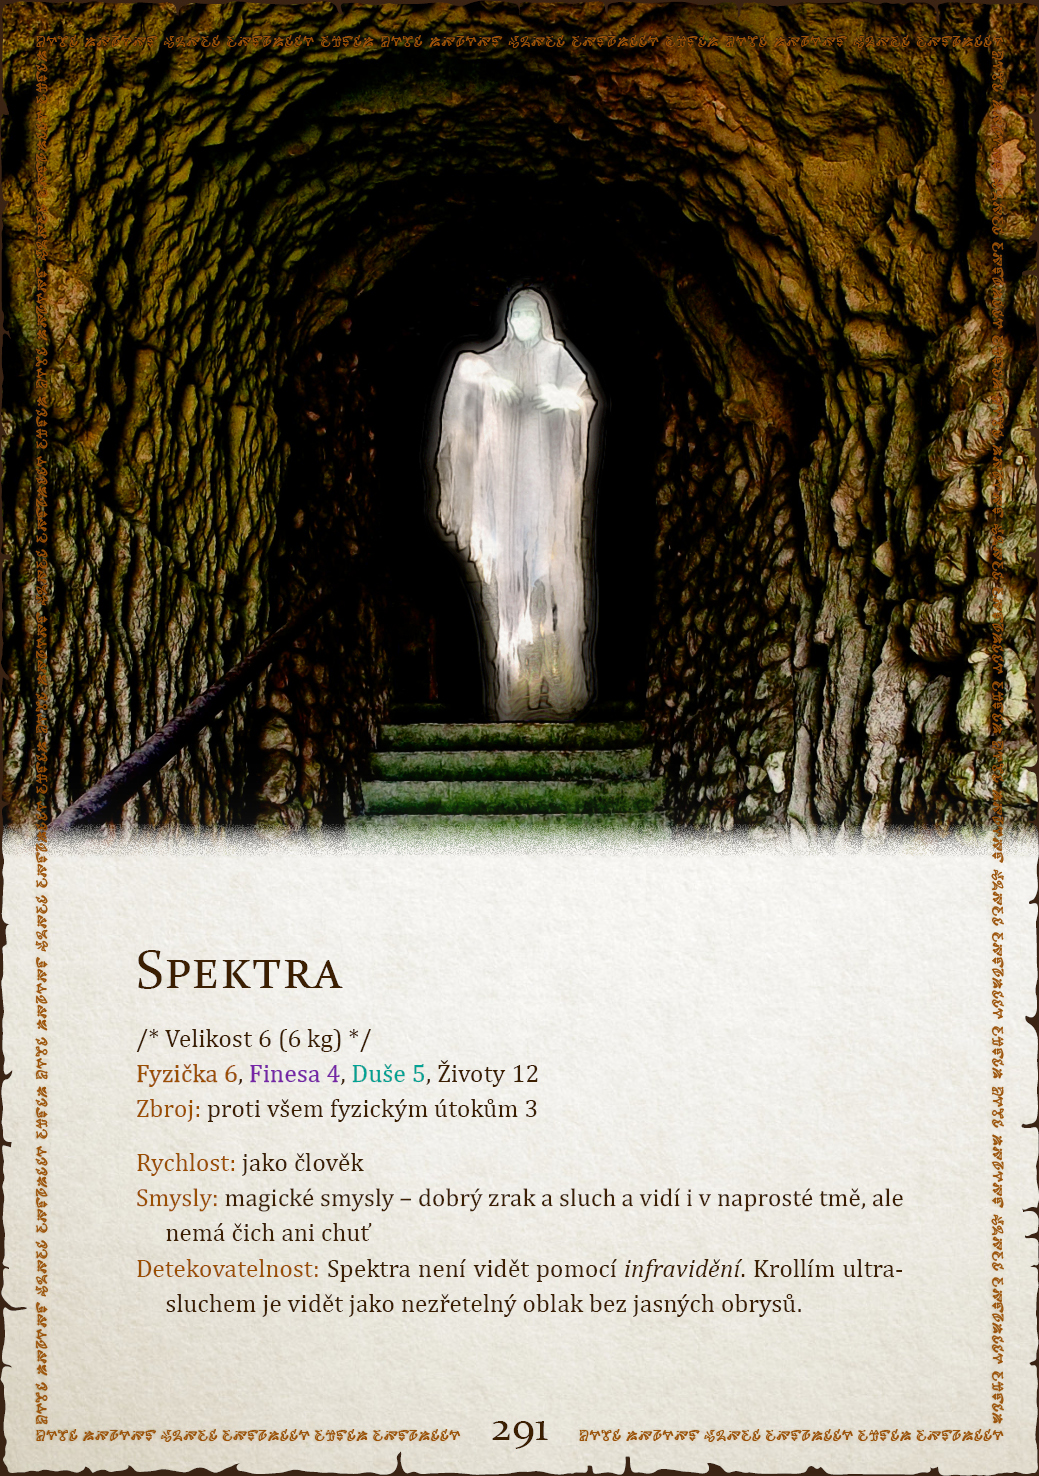 Spektra
/* Velikost 6 (6 kg) */
Fyzička 6, Finesa 4, Duše 5, Životy 12
Zbroj: proti všem fyzickým útokům 3
Rychlost: jako člověk
Smysly: magické smysly – dobrý zrak a sluch a vidí i v naprosté tmě, ale
nemá čich ani chuť
Detekovatelnost: Spektra není vidět pomocí infravidění. Krollím ultra-
sluchem je vidět jako nezřetelný oblak bez jasných obrysů.
291